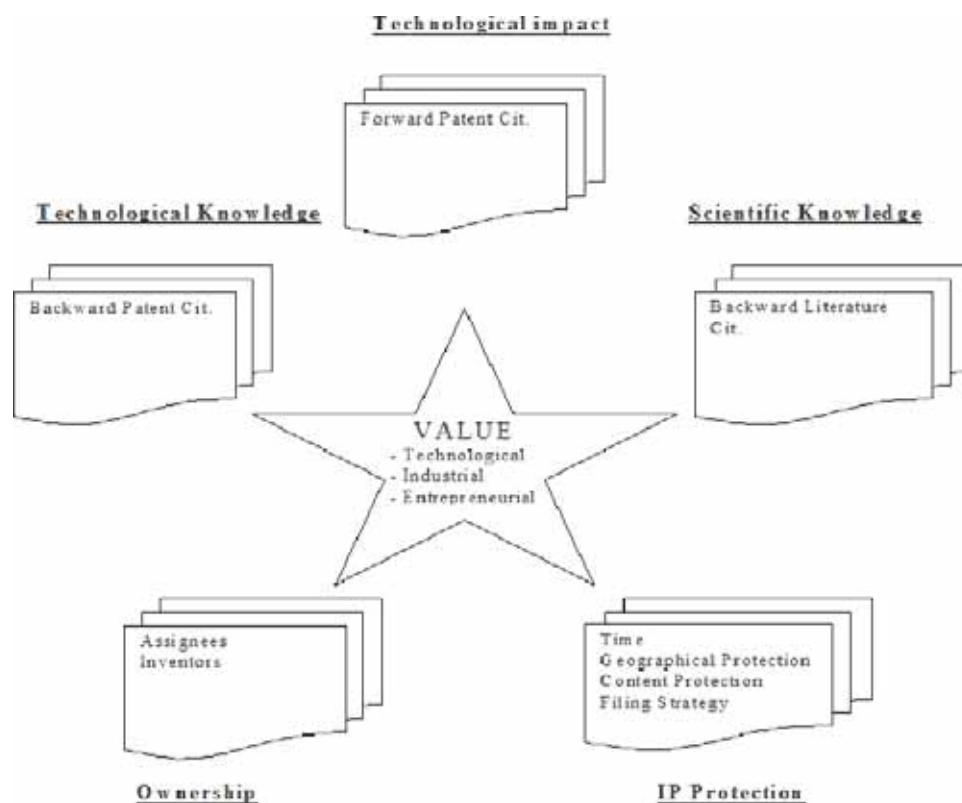 Technological impact
Forward Patent Cit.
Technological Knowledge
Scientific Knowledge
Backward Patent Cit.
Backward Literature
Cit.
VALUE
- Technological
- Industrial
- Entrepreneurial
Assignees
Inventors
Time
Geographical Protection
Content Protection
Filing Strategy
Ownership
IP Protection